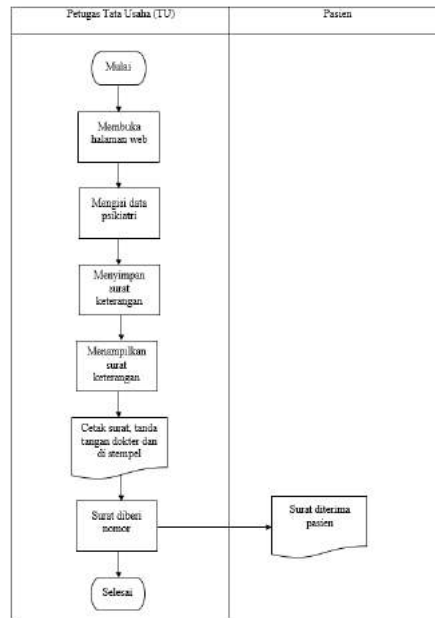 Petugas Tata Usaha (TU)
Pasien
Mulai
Membuka
halaman web
Mengisi data
psikiatri
Menyimpan
surat
keterangan
Menampilkan
surat
keterangan
Cetak surat, tanda
tangan dokter dan
di stempel
Surat diberi
nomor
Surat diterima
pasien
Selesai